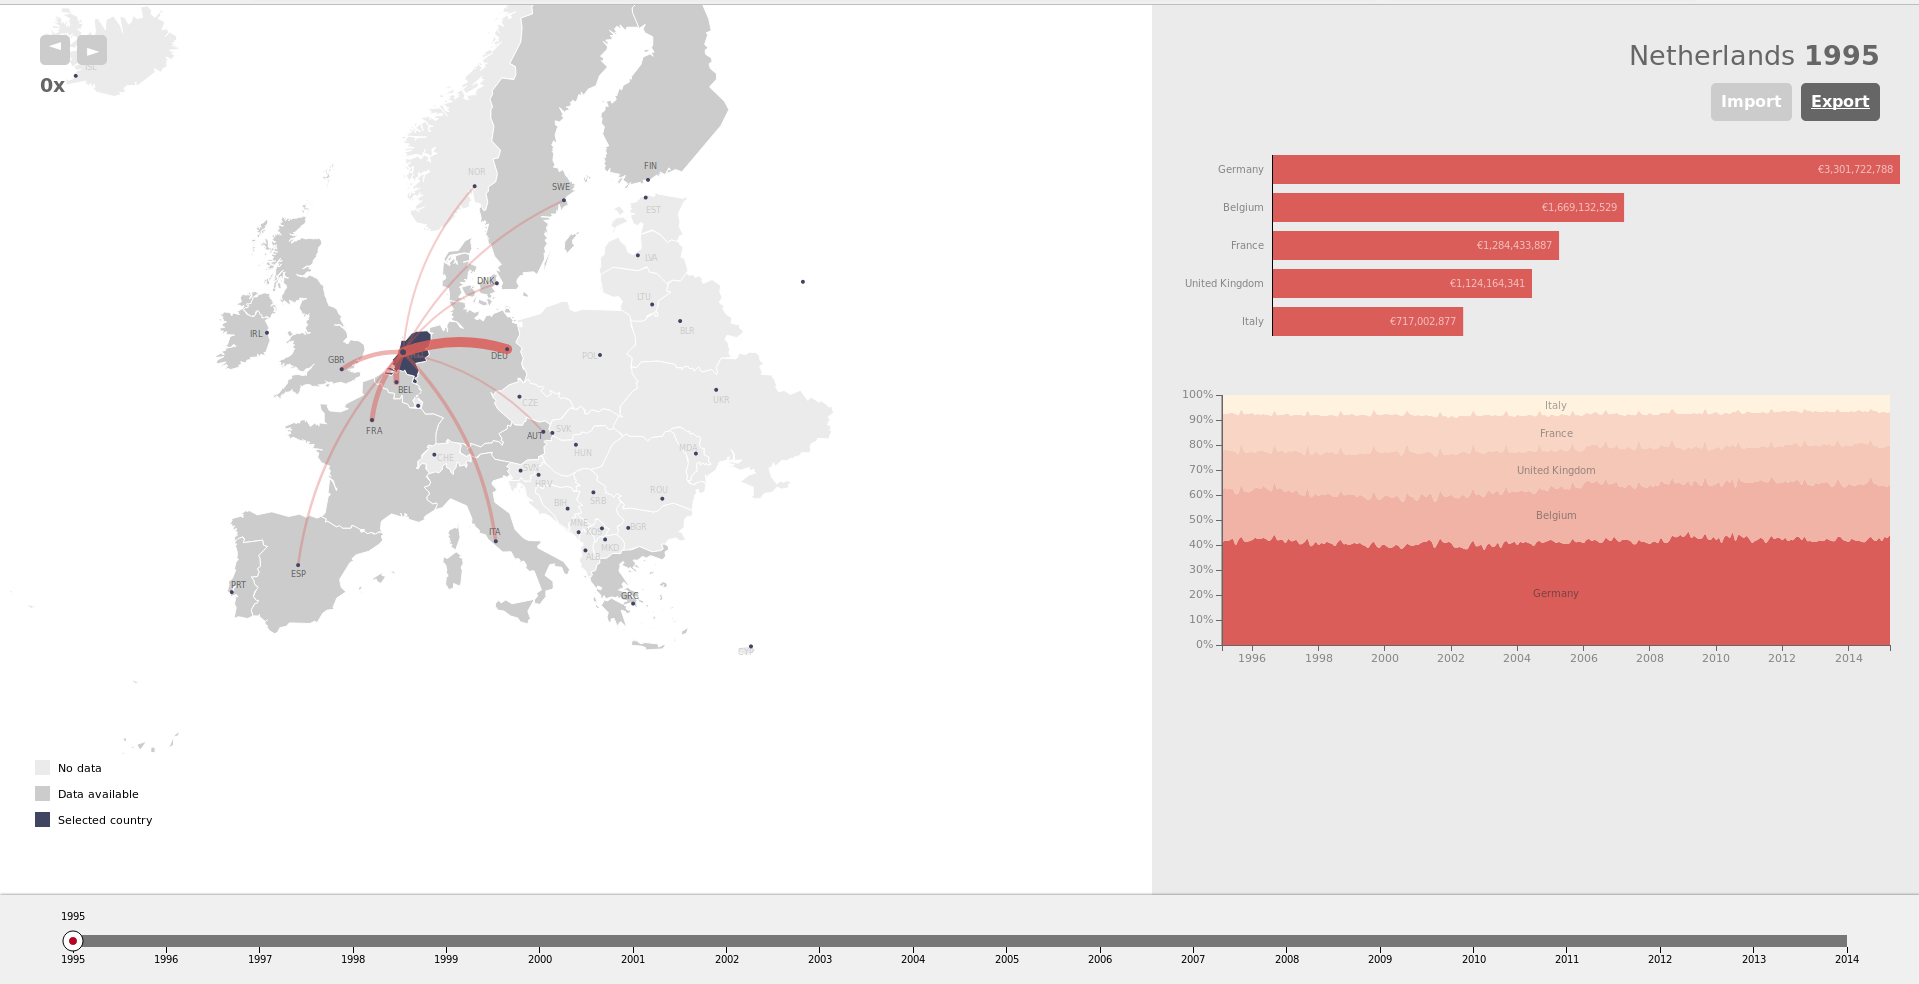 ◄ ►
ISL
0x
NOR
SWE
FIN
EST
LVA
DNK
LTU
BLR
IRL
GBR
DEU
POL
BEL
CZE
UKR
FRA
AUT
SVK
CHE
HUN
MDA
SVN
HRV
ROU
BIH
SRB
MNE
KOS
BGR
ITA
MKD
ALB
ESP
PRT
GRC
CYP
No data
Data available
Selected country
Netherlands 1995
Import Export
Germany €3,301,722,788
Belgium €1,669,132,529
France €1,284,433,887
United Kingdom €1,124,164,341
Italy €717,002,877
100%
90%
80%
70%
60%
50%
40%
30%
20%
10%
0%
Italy
France
United Kingdom
Belgium
Germany
1996 1998 2000 2002 2004 2006 2008 2010 2012 2014
1995
1995 1996 1997 1998 1999 2000 2001 2002 2003 2004 2005 2006 2007 2008 2009 2010 2011 2012 2013 2014